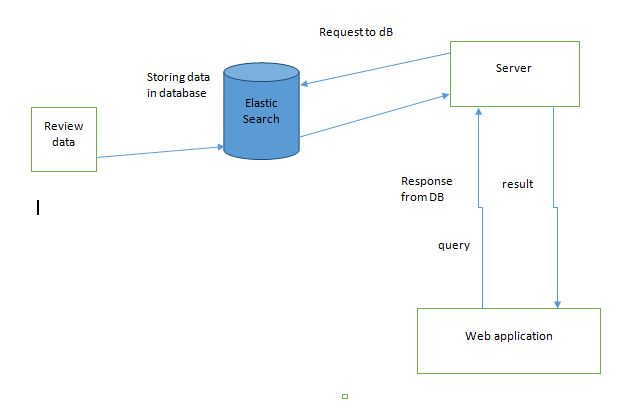 Request to dB
Server
Storing data
in database
Elastic
Search
Review
data
Response
from DB
result
query
Web application